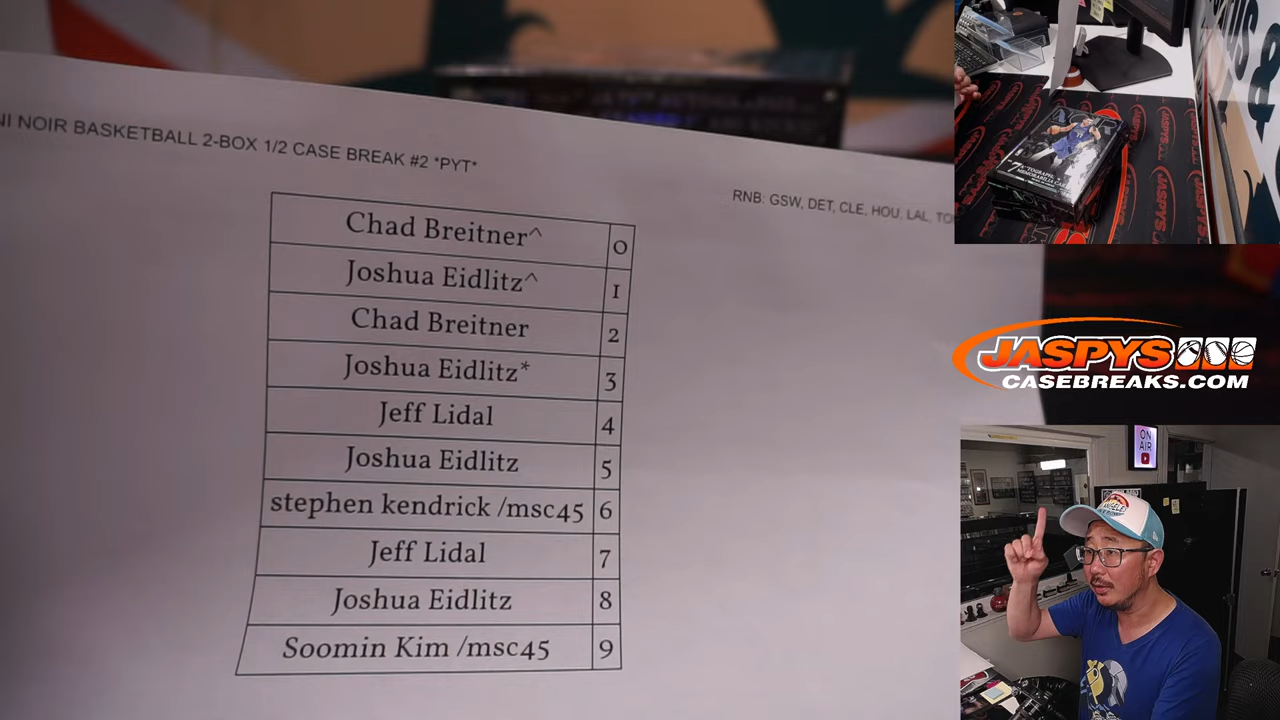 NI NOIR BASKETBALL 2-BOX 1/2 CASE BREAK #2 *PYT*
RNB: GSW, DET, CLE, HOU, LAL,
Chad Breitner^ 0
Joshua Eidlitz^ 1
Chad Breitner 2
Joshua Eidlitz* 3
Jeff Lidal 4
Joshua Eidlitz 5
stephen kendrick /msc45 6
Jeff Lidal 7
Joshua Eidlitz 8
Soomin Kim /msc45 9
JASPYS
CASEBREAKS.COM
ON
AIR